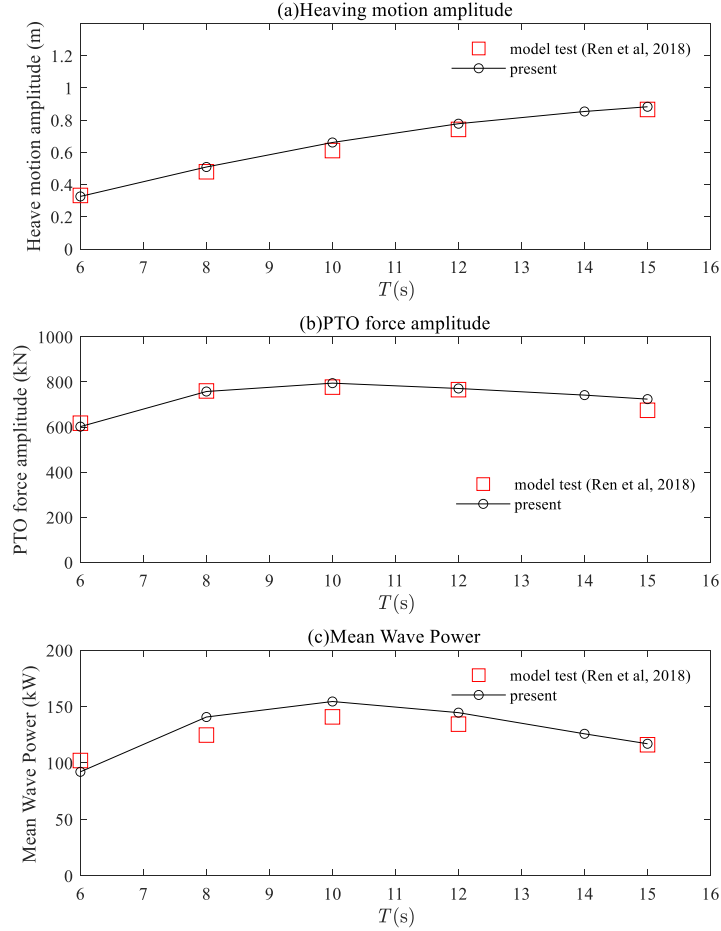 (a)Heaving motion amplitude
Heave motion amplitude (m)
1.2
1
0.8
0.6
0.4
0.2
0
model test (Ren et al, 2018)
present
6 7 8 9 10 11 12 13 14 15 16
T(s)
(b)PTO force amplitude
PTO force amplitude (kN)
1000
800
600
400
200
0
model test (Ren et al, 2018)
present
6 7 8 9 10 11 12 13 14 15 16
T(s)
(c)Mean Wave Power
Mean Wave Power (kW)
200
150
100
50
0
model test (Ren et al, 2018)
present
6 7 8 9 10 11 12 13 14 15 16
T(s)